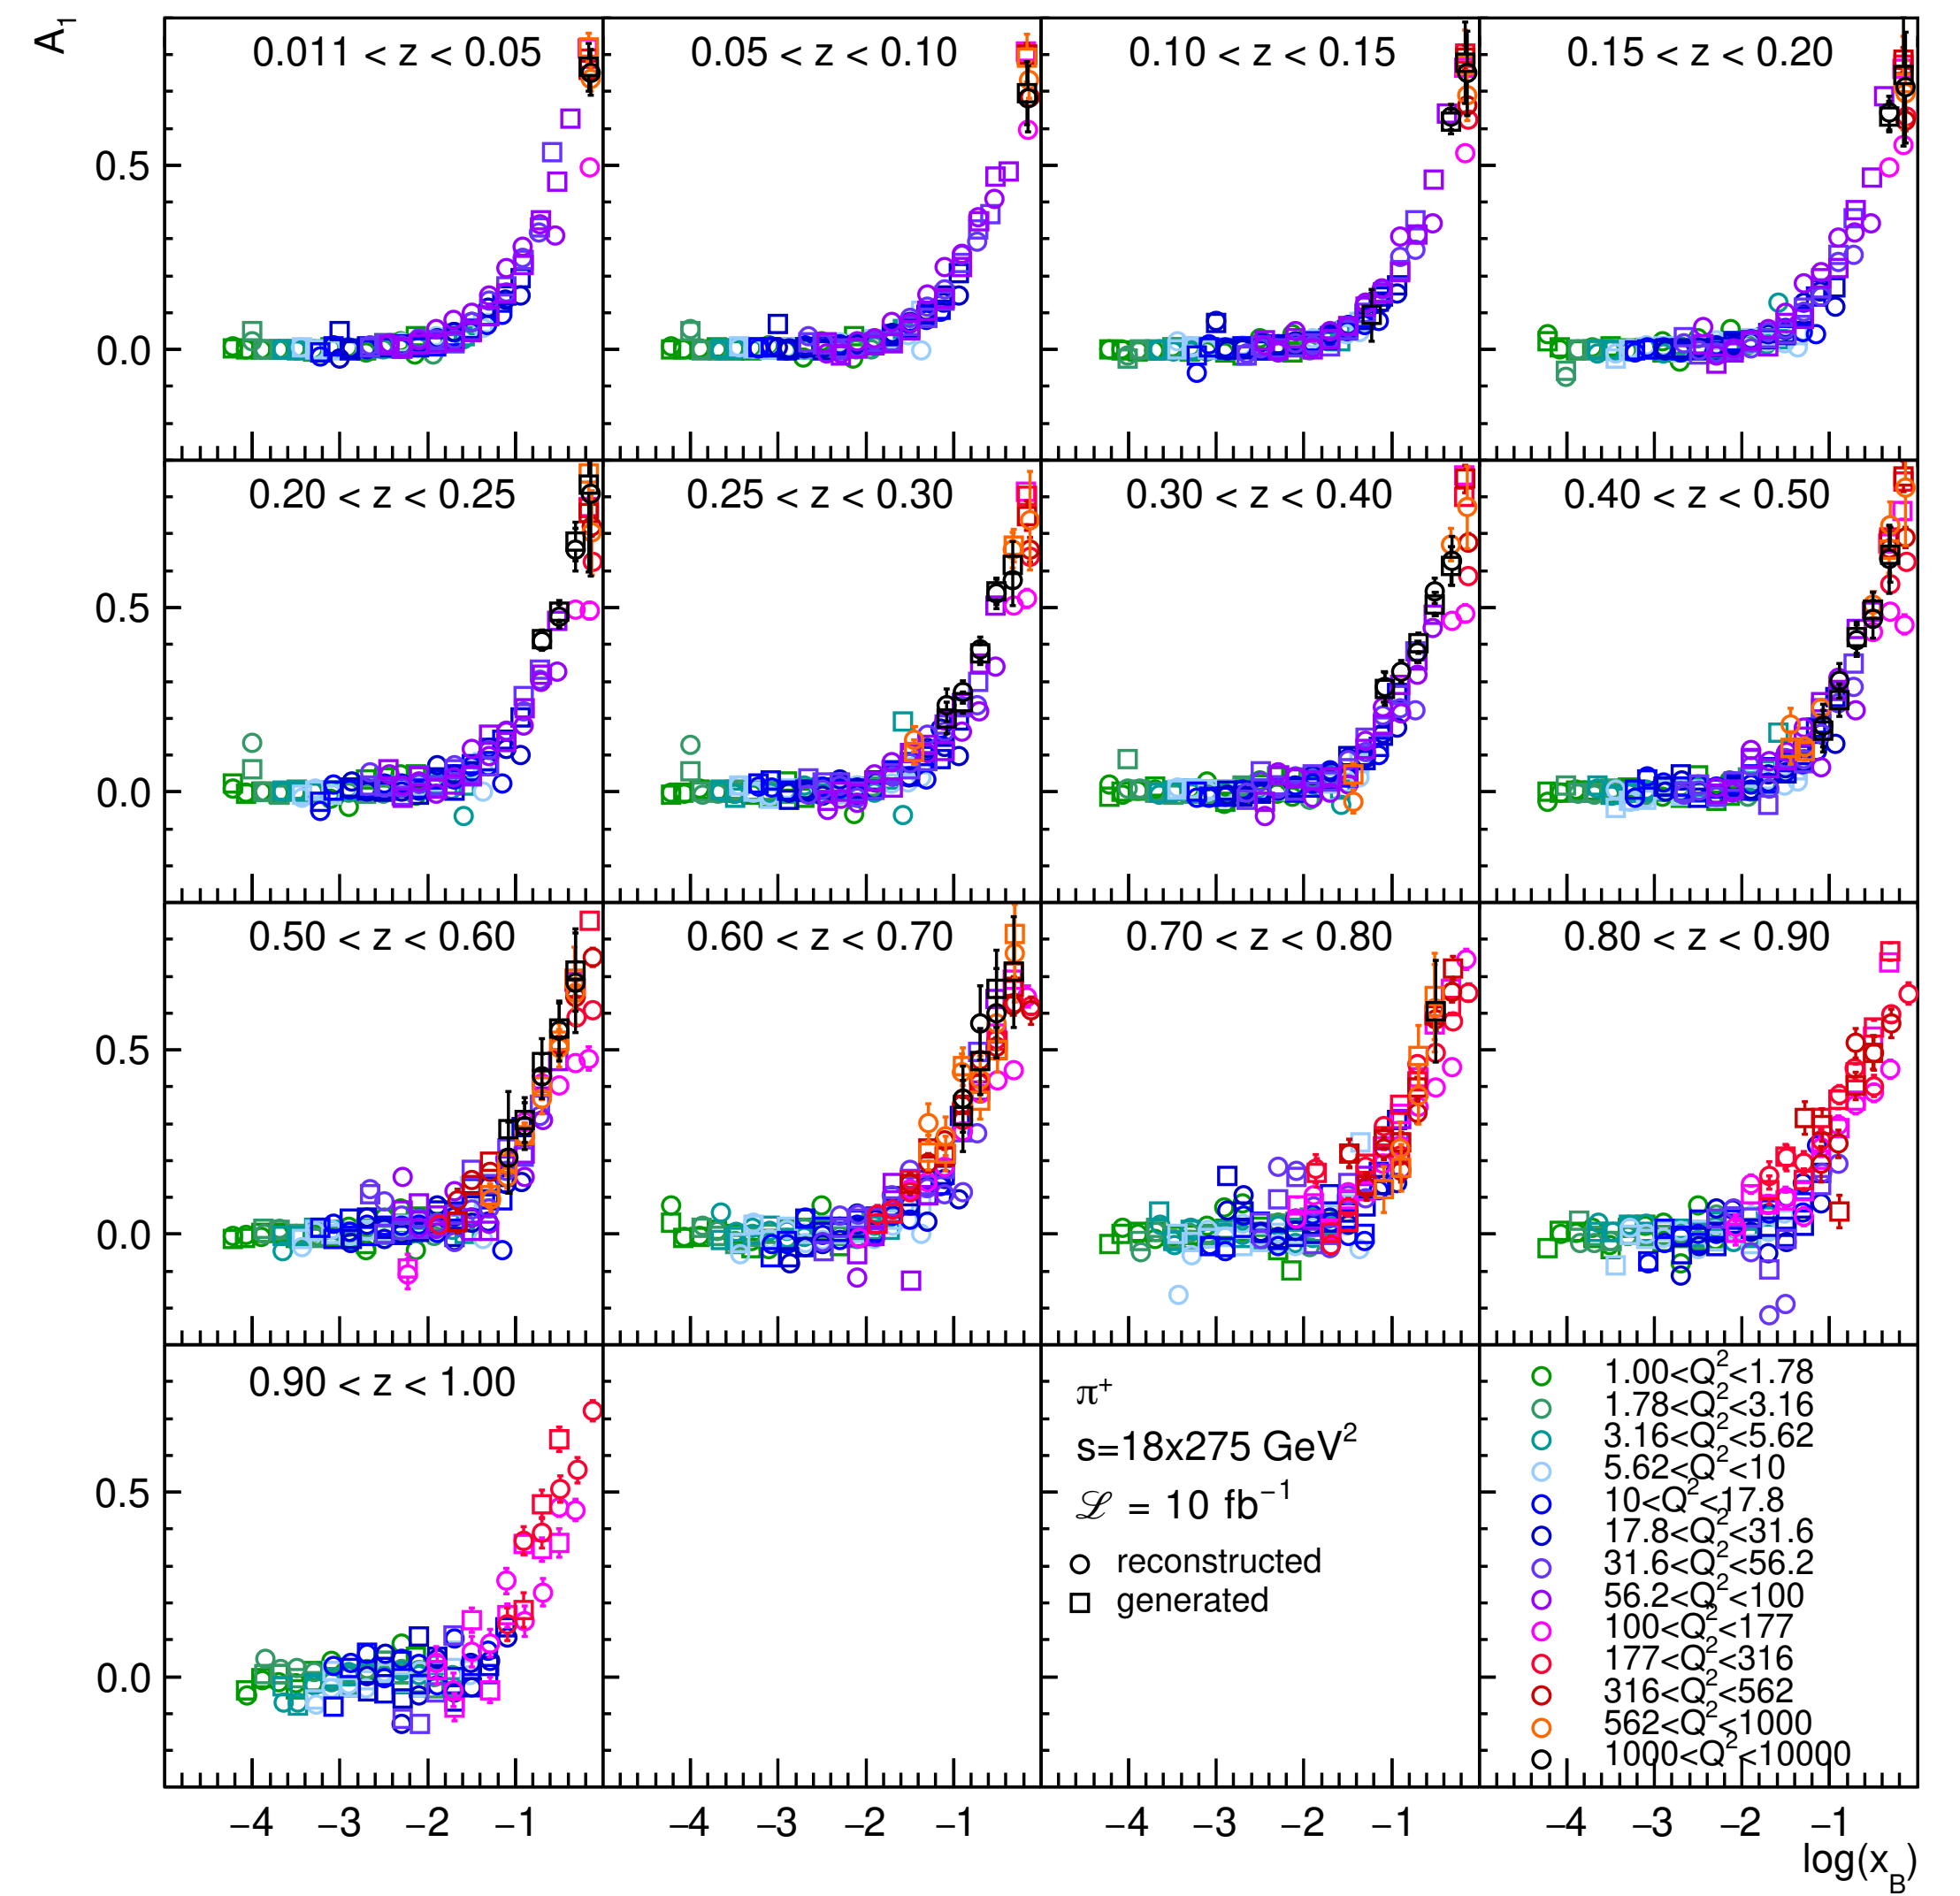 A1
0.011 < z < 0.05
0.05 < z < 0.10
0.10 < z < 0.15
0.15 < z < 0.20
0.5
0.0
0.20 < z < 0.25
0.25 < z < 0.30
0.30 < z < 0.40
0.40 < z < 0.50
0.5
0.0
0.50 < z < 0.60
0.60 < z < 0.70
0.70 < z < 0.80
0.80 < z < 0.90
0.5
0.0
0.90 < z < 1.00
0.5
0.0
π+
s=18x275 GeV2
ℒ = 10 fb−1
reconstructed
generated
1.00<Q2<1.78
1.78<Q2<3.16
3.16<Q2<5.62
5.62<Q2<10
10<Q2<17.8
17.8<Q2<31.6
31.6<Q2<56.2
56.2<Q2<100
100<Q2<177
177<Q2<316
316<Q2<562
562<Q2<1000
1000<Q2<10000
−4 −3 −2 −1 −4 −3 −2 −1 −4 −3 −2 −1 −4 −3 −2 −1
log(xB)